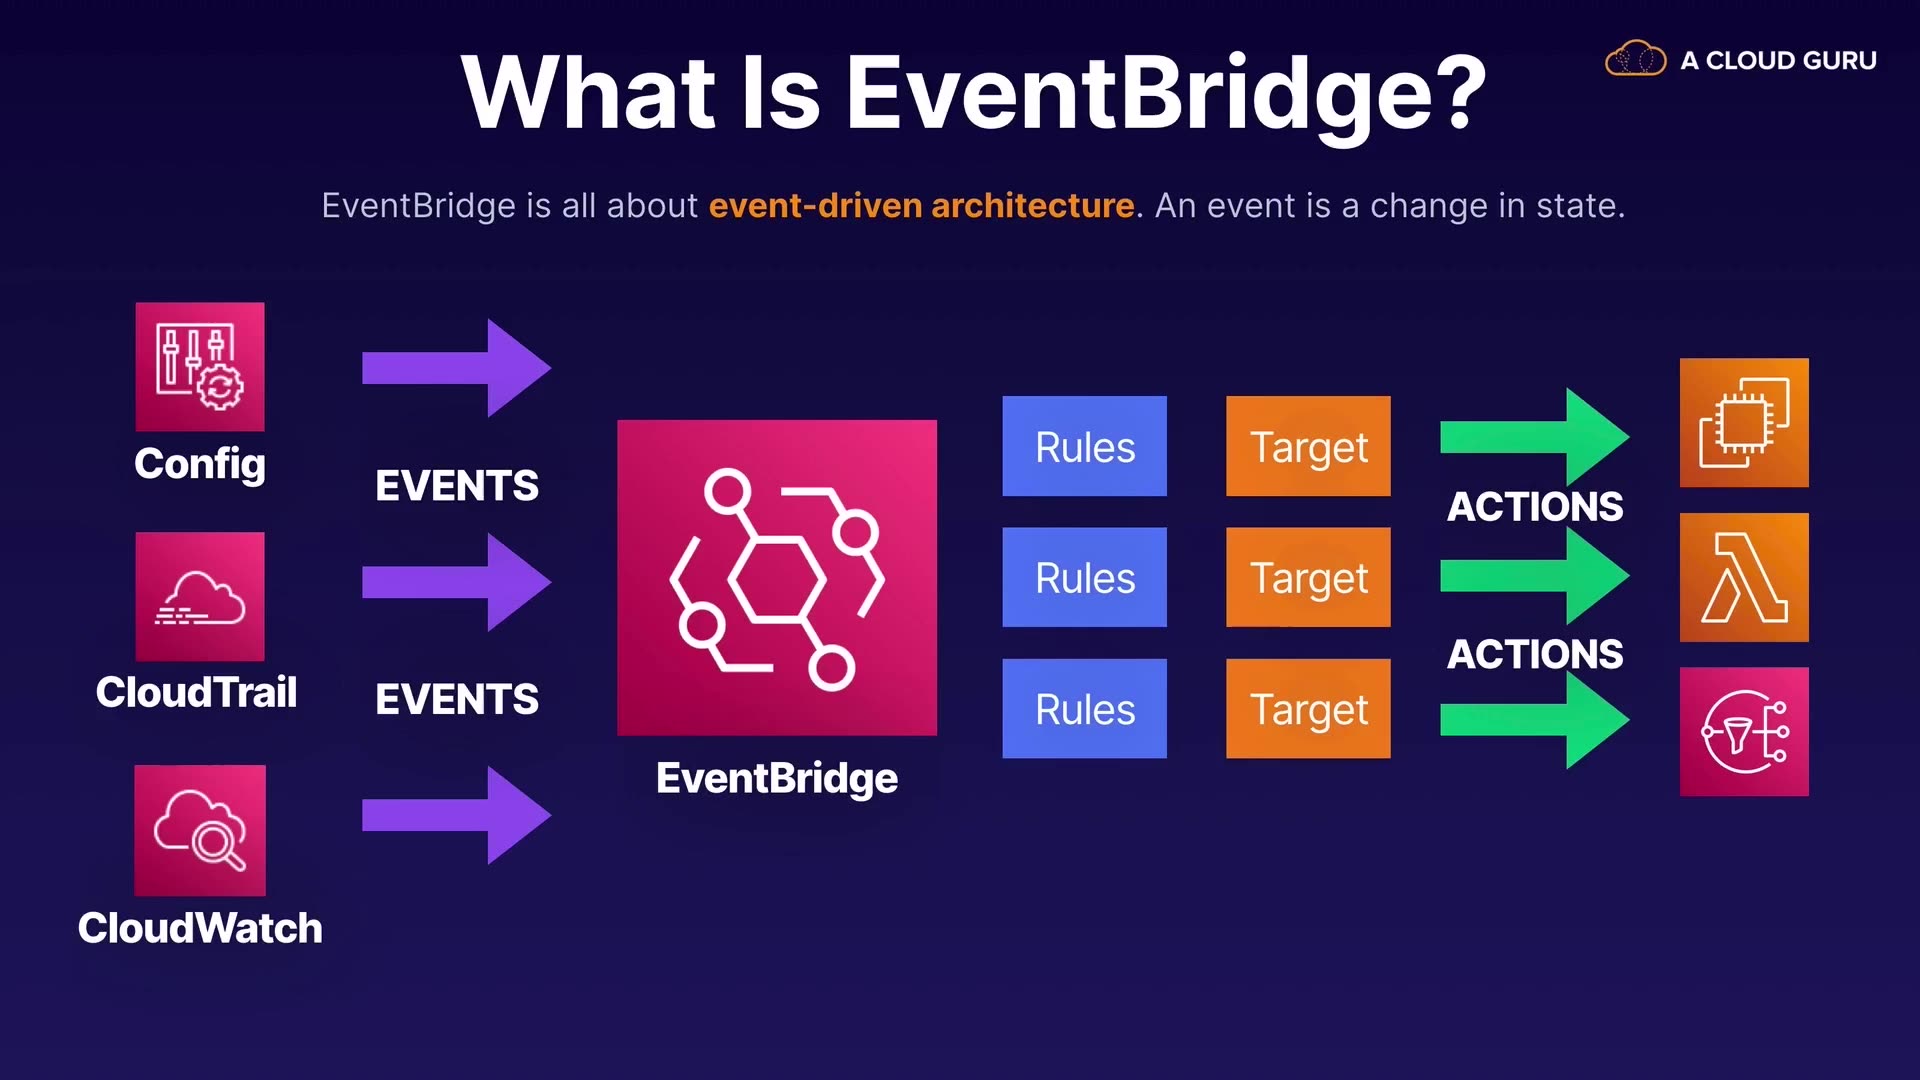 What Is EventBridge?
A CLOUD GURU
EventBridge is all about event-driven architecture. An event is a change in state.
Config
EVENTS
CloudTrail
EVENTS
CloudWatch
EventBridge
Rules
Target
ACTIONS
Rules
Target
ACTIONS
Rules
Target